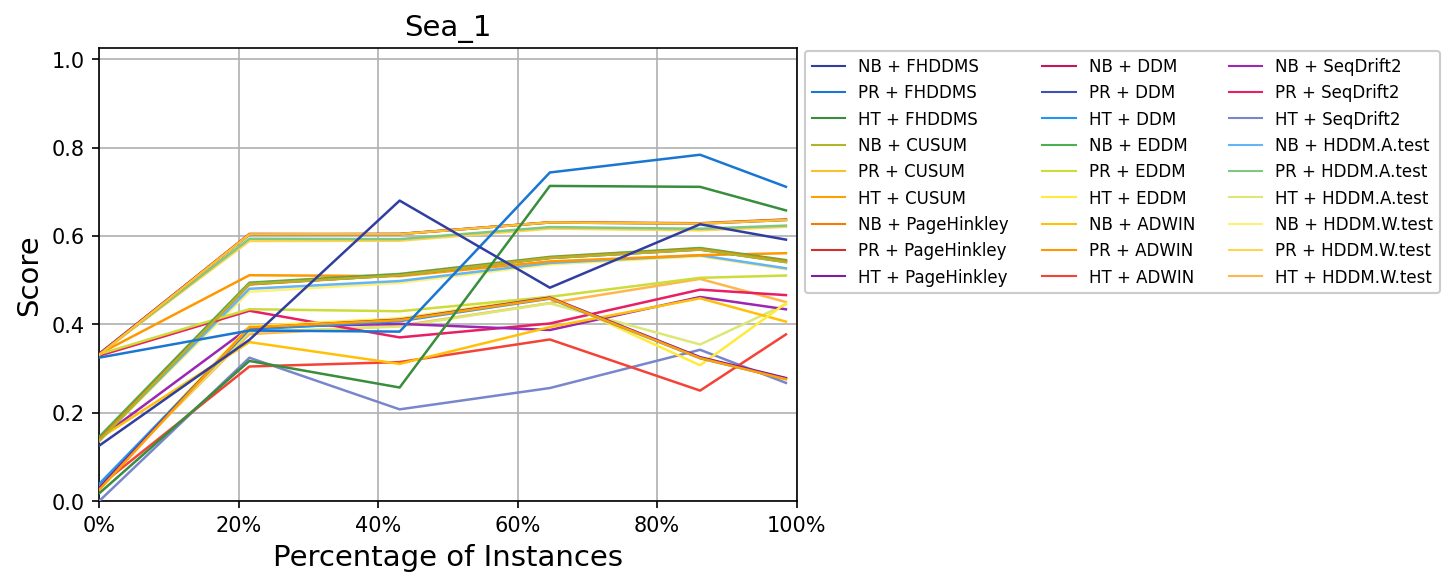 Sea_1
1.0
0.8
0.6
0.4
0.2
0.0
Score
0% 20% 40% 60% 80% 100%
Percentage of Instances
NB + FHDDMS
PR + FHDDMS
HT + FHDDMS
NB + CUSUM
PR + CUSUM
HT + CUSUM
NB + PageHinkley
PR + PageHinkley
HT + PageHinkley
NB + DDM
PR + DDM
HT + DDM
NB + EDDM
PR + EDDM
HT + EDDM
NB + ADWIN
PR + ADWIN
HT + ADWIN
NB + SeqDrift2
PR + SeqDrift2
HT + SeqDrift2
NB + HDDM.A.test
PR + HDDM.A.test
HT + HDDM.A.test
NB + HDDM.W.test
PR + HDDM.W.test
HT + HDDM.W.test